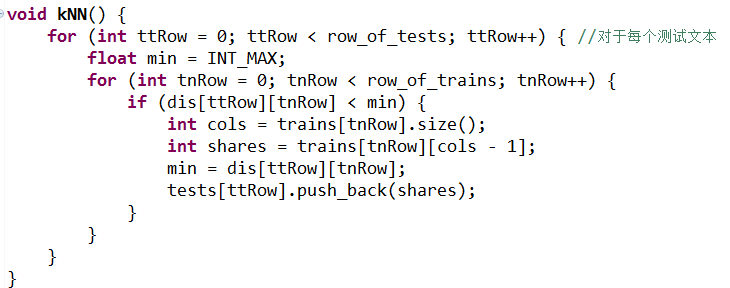 void kNN() {
    for (int ttRow = 0; ttRow < row_of_tests; ttRow++) { //对于每个测试文本
        float min = INT_MAX;
        for (int tnRow = 0; tnRow < row_of_trains; tnRow++) {
            if (dis[ttRow][tnRow] < min) {
                int cols = trains[tnRow].size();
                int shares = trains[tnRow][cols - 1];
                min = dis[ttRow][tnRow];
                tests[ttRow].push_back(shares);
            }
        }
    }
}